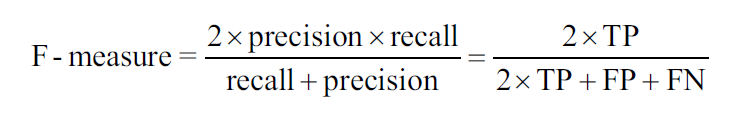 F - measure = 2 × precision × recall / recall + precision = 2 × TP / 2 × TP + FP + FN